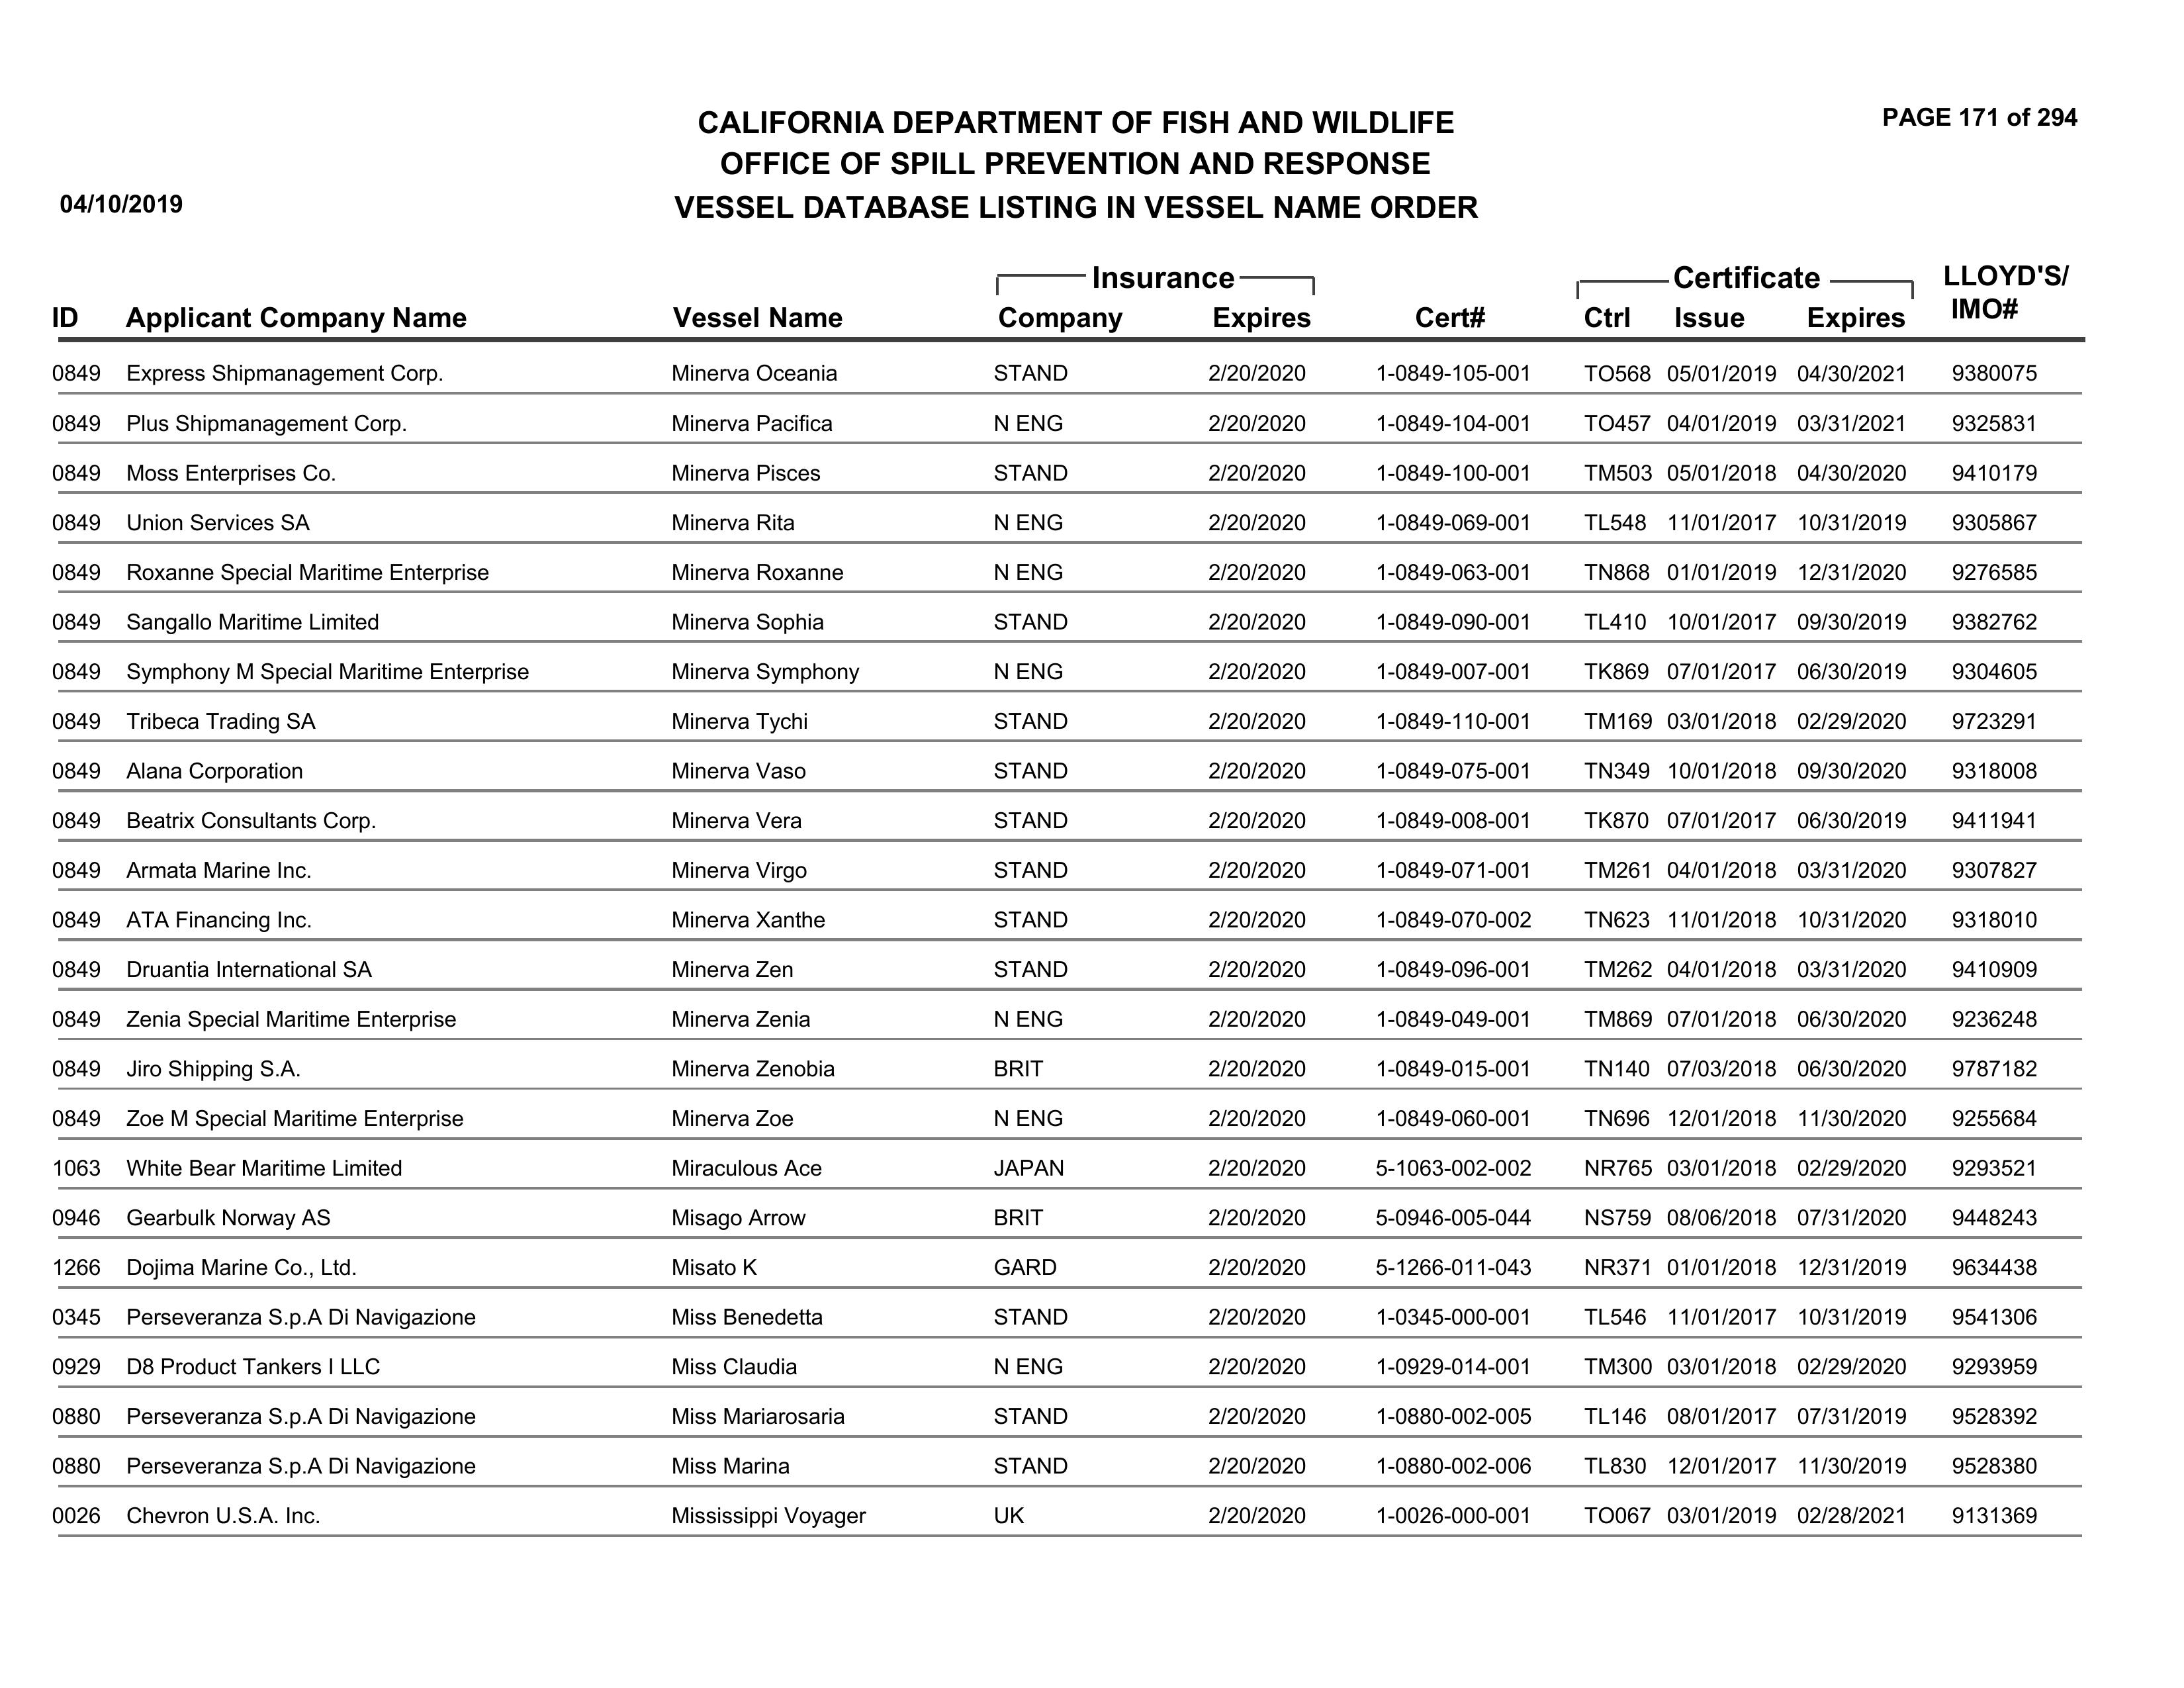 CALIFORNIA DEPARTMENT OF FISH AND WILDLIFE
PAGE 171 of 294
OFFICE OF SPILL PREVENTION AND RESPONSE
04/10/2019
VESSEL DATABASE LISTING IN VESSEL NAME ORDER
Insurance Certificate LLOYD'S/
ID Applicant Company Name Vessel Name Company Expires Cert# Ctrl Issue Expires IMO#
0849 Express Shipmanagement Corp. Minerva Oceania STAND 2/20/2020 1-0849-105-001 TO568 05/01/2019 04/30/2021 9380075
0849 Plus Shipmanagement Corp. Minerva Pacifica N ENG 2/20/2020 1-0849-104-001 TO457 04/01/2019 03/31/2021 9325831
0849 Moss Enterprises Co. Minerva Pisces STAND 2/20/2020 1-0849-100-001 TM503 05/01/2018 04/30/2020 9410179
0849 Union Services SA Minerva Rita N ENG 2/20/2020 1-0849-069-001 TL548 11/01/2017 10/31/2019 9305867
0849 Roxanne Special Maritime Enterprise Minerva Roxanne N ENG 2/20/2020 1-0849-063-001 TN868 01/01/2019 12/31/2020 9276585
0849 Sangallo Maritime Limited Minerva Sophia STAND 2/20/2020 1-0849-090-001 TL410 10/01/2017 09/30/2019 9382762
0849 Symphony M Special Maritime Enterprise Minerva Symphony N ENG 2/20/2020 1-0849-007-001 TK869 07/01/2017 06/30/2019 9304605
0849 Tribeca Trading SA Minerva Tychi STAND 2/20/2020 1-0849-110-001 TM169 03/01/2018 02/29/2020 9723291
0849 Alana Corporation Minerva Vaso STAND 2/20/2020 1-0849-075-001 TN349 10/01/2018 09/30/2020 9318008
0849 Beatrix Consultants Corp. Minerva Vera STAND 2/20/2020 1-0849-008-001 TK870 07/01/2017 06/30/2019 9411941
0849 Armata Marine Inc. Minerva Virgo STAND 2/20/2020 1-0849-071-001 TM261 04/01/2018 03/31/2020 9307827
0849 ATA Financing Inc. Minerva Xanthe STAND 2/20/2020 1-0849-070-002 TN623 11/01/2018 10/31/2020 9318010
0849 Druantia International SA Minerva Zen STAND 2/20/2020 1-0849-096-001 TM262 04/01/2018 03/31/2020 9410909
0849 Zenia Special Maritime Enterprise Minerva Zenia N ENG 2/20/2020 1-0849-049-001 TM869 07/01/2018 06/30/2020 9236248
0849 Jiro Shipping S.A. Minerva Zenobia BRIT 2/20/2020 1-0849-015-001 TN140 07/03/2018 06/30/2020 9787182
0849 Zoe M Special Maritime Enterprise Minerva Zoe N ENG 2/20/2020 1-0849-060-001 TN696 12/01/2018 11/30/2020 9255684
1063 White Bear Maritime Limited Miraculous Ace JAPAN 2/20/2020 5-1063-002-002 NR765 03/01/2018 02/29/2020 9293521
0946 Gearbulk Norway AS Misago Arrow BRIT 2/20/2020 5-0946-005-044 NS759 08/06/2018 07/31/2020 9448243
1266 Dojima Marine Co., Ltd. Misato K GARD 2/20/2020 5-1266-011-043 NR371 01/01/2018 12/31/2019 9634438
0345 Perseveranza S.p.A Di Navigazione Miss Benedetta STAND 2/20/2020 1-0345-000-001 TL546 11/01/2017 10/31/2019 9541306
0929 D8 Product Tankers I LLC Miss Claudia N ENG 2/20/2020 1-0929-014-001 TM300 03/01/2018 02/29/2020 9293959
0880 Perseveranza S.p.A Di Navigazione Miss Mariarosaria STAND 2/20/2020 1-0880-002-005 TL146 08/01/2017 07/31/2019 9528392
0880 Perseveranza S.p.A Di Navigazione Miss Marina STAND 2/20/2020 1-0880-002-006 TL830 12/01/2017 11/30/2019 9528380
0026 Chevron U.S.A. Inc. Mississippi Voyager UK 2/20/2020 1-0026-000-001 TO067 03/01/2019 02/28/2021 9131369